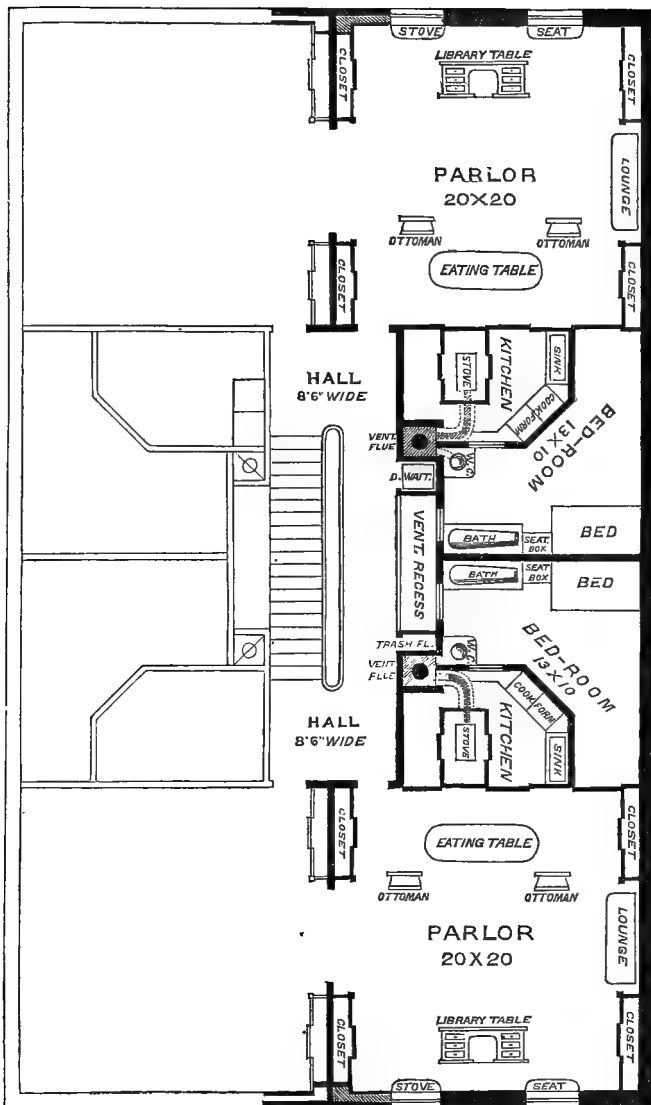 STOVE
SEAT
LIBRARY TABLE
CLOSET
CLOSET
PARLOR
20X20
LOUNGE
OTTOMAN
OTTOMAN
EATING TABLE
CLOSET
CLOSET
HALL
8'6" WIDE
STOVE
KITCHEN
SINK
COOK FORM
BED-ROOM
13X10
VENT.
FLUE
W.C.
D. WAIT.
VENT. RECESS
BATH
SEAT
BOX
BED
BATH
SEAT
BOX
BED
TRASH FL.
W.C.
VENT
FLUE
BED-ROOM
13X10
COOK FORM
KITCHEN
STOVE
SINK
HALL
8'6" WIDE
CLOSET
EATING TABLE
CLOSET
OTTOMAN
OTTOMAN
LOUNGE
PARLOR
20X20
CLOSET
LIBRARY TABLE
CLOSET
STOVE
SEAT